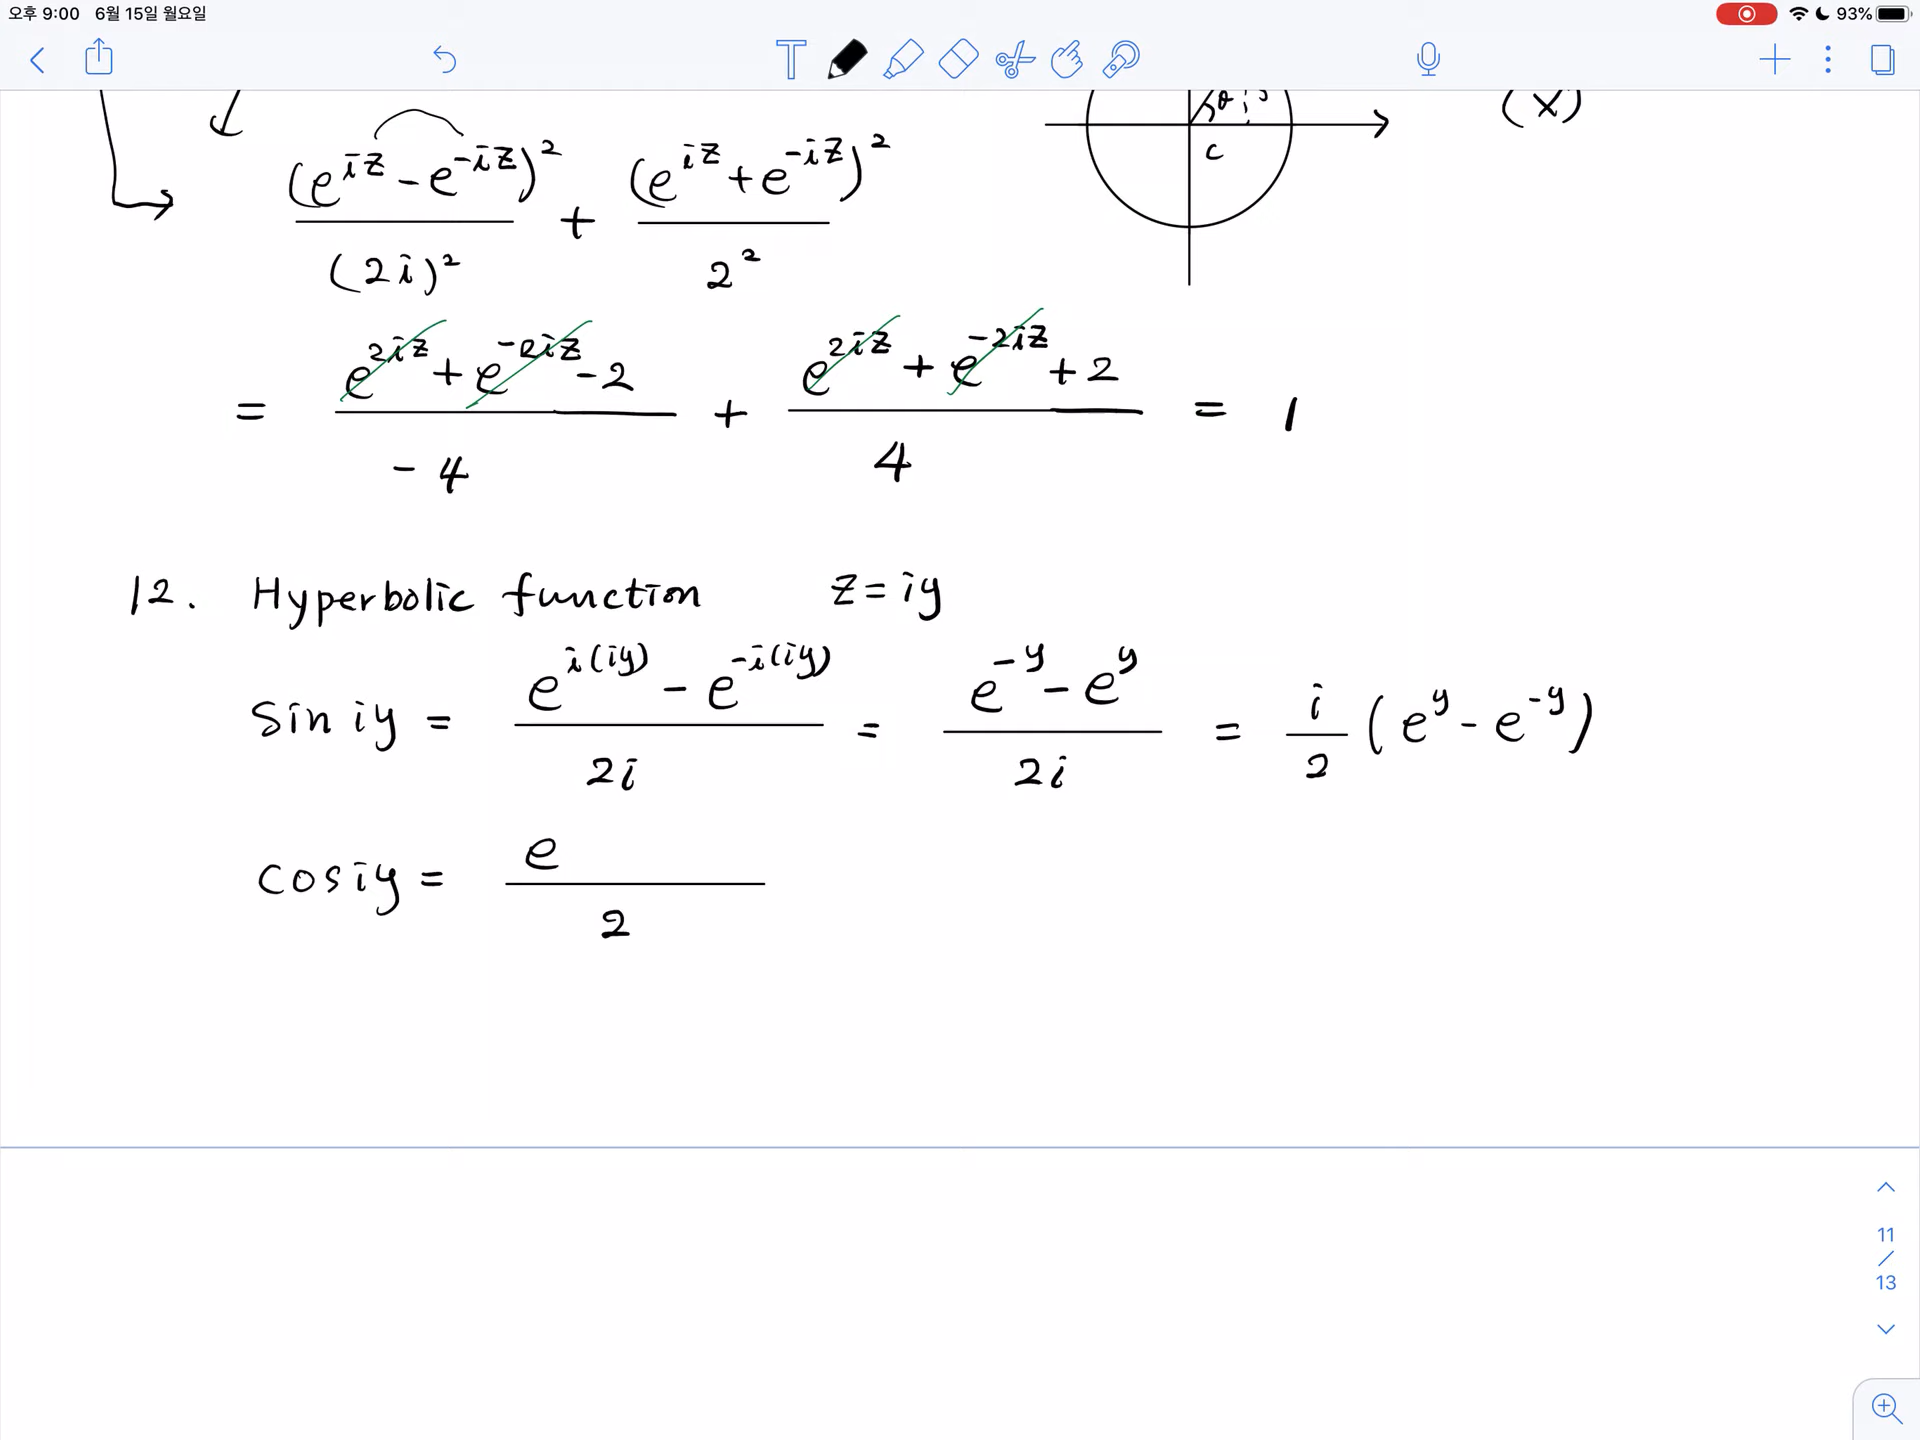 오후 9:00 6월 15일 월요일 93%
T
θ
c
(x)
(e^{iz} - e^{-iz})² / (2i)² + (e^{iz} + e^{-iz})² / 2²
= (e^{2iz} + e^{-2iz} - 2) / -4 + (e^{2iz} + e^{-2iz} + 2) / 4 = 1
12. Hyperbolic function z = iy
Sin iy = (e^{i(iy)} - e^{-i(iy)}) / 2i = (e^{-y} - e^{y}) / 2i = i/2 (e^{y} - e^{-y})
cos iy = e / 2
11
/
13